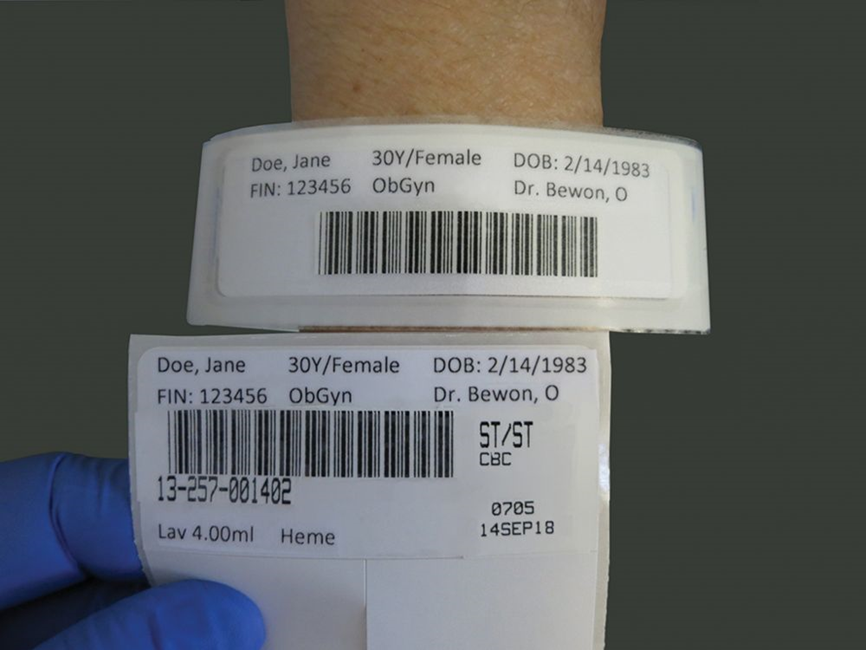 Doe, Jane 30Y/Female DOB: 2/14/1983
FIN: 123456 ObGyn Dr. Bewon, O
Doe, Jane 30Y/Female DOB: 2/14/1983
FIN: 123456 ObGyn Dr. Bewon, O
ST/ST
CBC
13-257-001402
0705
Lav 4.00ml Heme 14SEP18